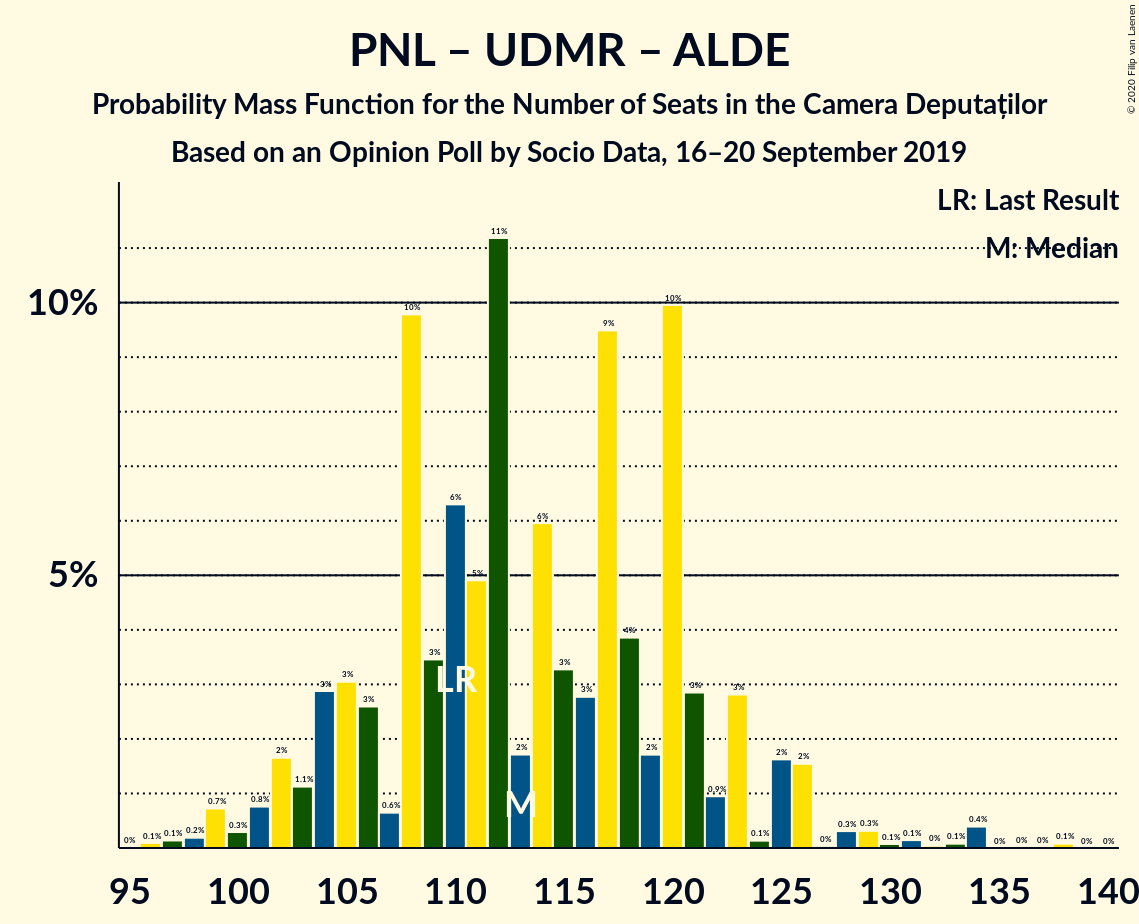 © 2020 Filip van Laenen
PNL – UDMR – ALDE
Probability Mass Function for the Number of Seats in the Camera Deputaților
Based on an Opinion Poll by Socio Data, 16–20 September 2019
LR: Last Result
M: Median
10%
5%
0% 0.1% 0.1% 0.2% 0.7% 0.3% 0.8% 2% 1.1% 3% 3% 3% 0.6% 10% 3% 6% 5% 11% 2% 6% 3% 3% 9% 4% 2% 10% 3% 0.9% 3% 0.1% 2% 2% 0% 0.3% 0.3% 0.1% 0.1% 0% 0.1% 0.4% 0% 0% 0% 0.1% 0% 0%
LR
M
95 100 105 110 115 120 125 130 135 140